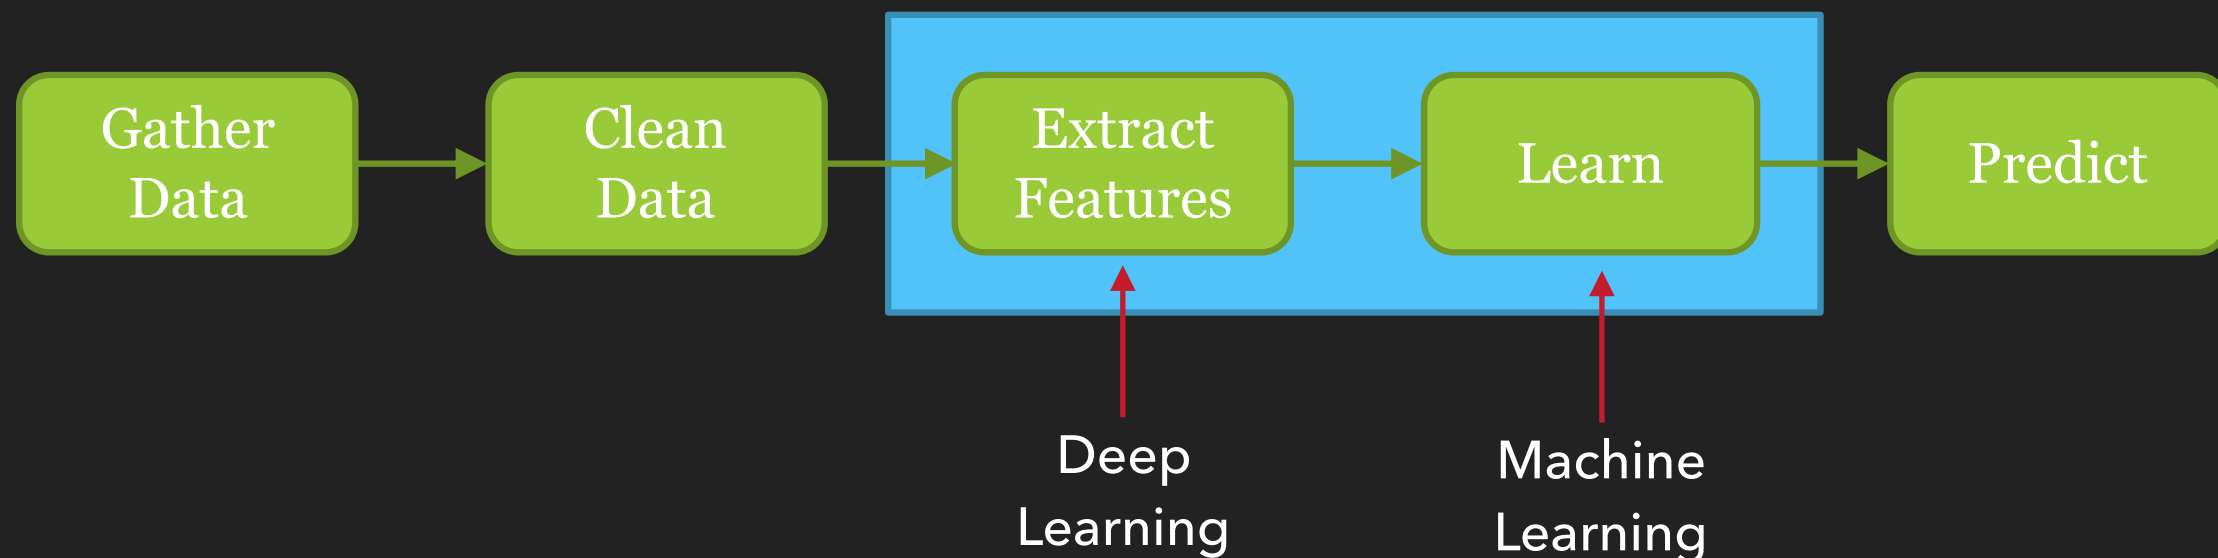 Gather
Data
Clean
Data
Extract
Features
Learn
Predict
Deep
Learning
Machine
Learning